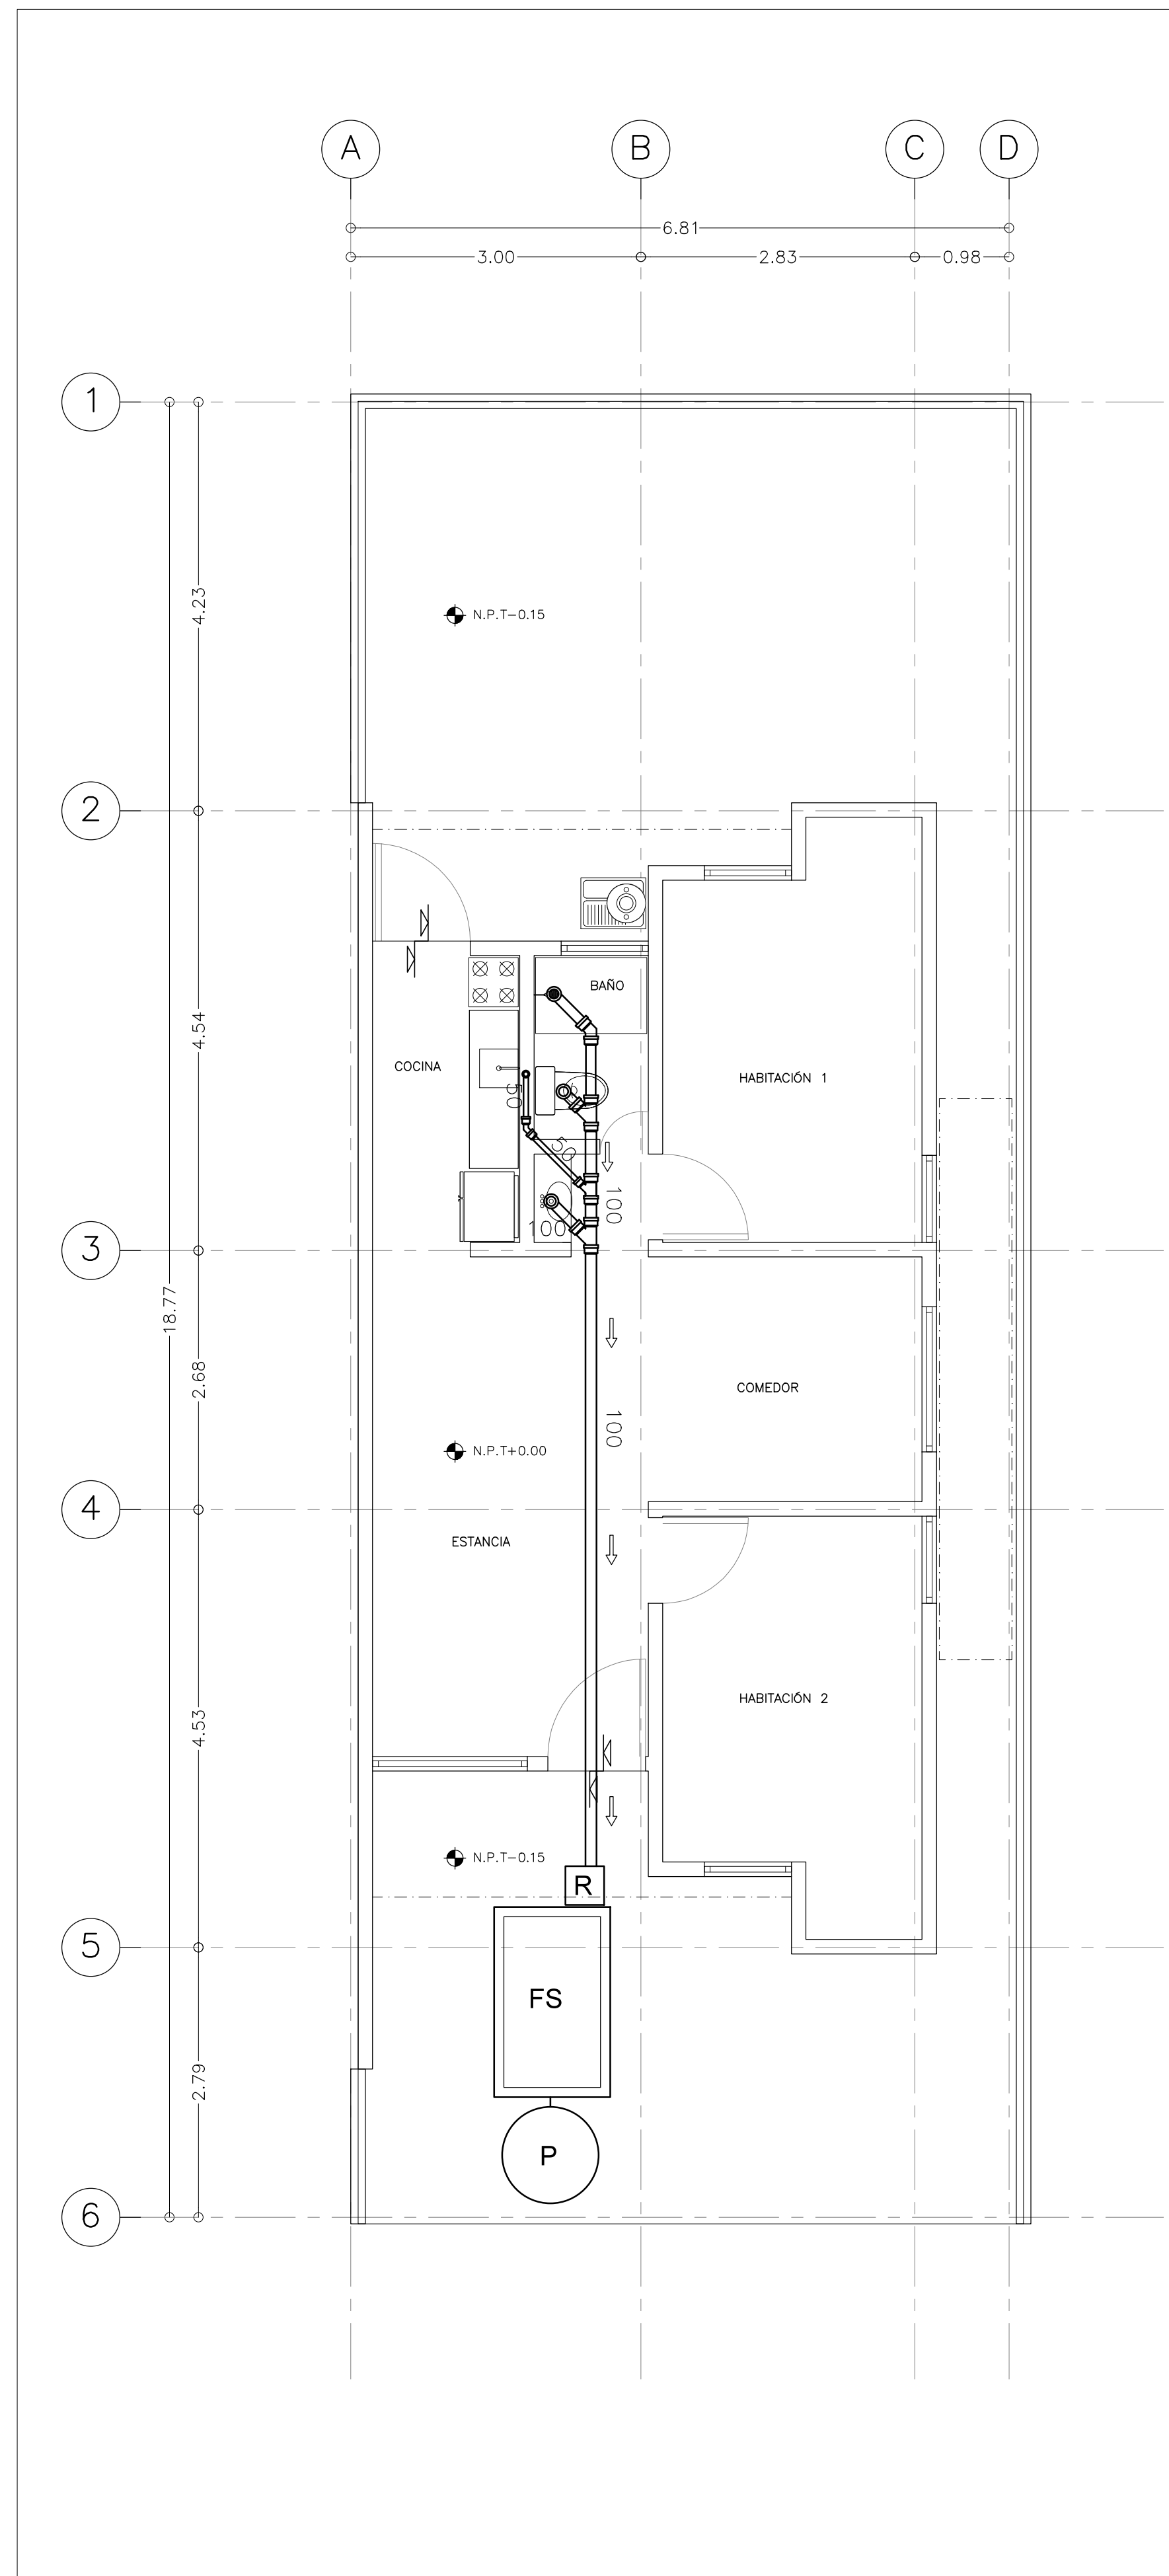 A B C D
6.81
3.00 2.83 0.98
1
4.23
N.P.T-0.15
2
BAÑO
4.54
COCINA
HABITACIÓN 1
50
50
100
100
3
18.77
2.68
COMEDOR
100
N.P.T+0.00
4
ESTANCIA
HABITACIÓN 2
4.53
N.P.T-0.15
R
5
FS
2.79
P
6